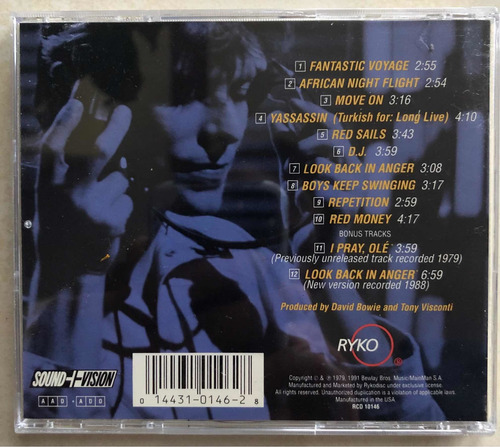 1 FANTASTIC VOYAGE 2:55
2 AFRICAN NIGHT FLIGHT 2:54
3 MOVE ON 3:16
4 YASSASSIN (Turkish for: Long Live) 4:10
5 RED SAILS 3:43
6 D.J. 3:59
7 LOOK BACK IN ANGER 3:08
8 BOYS KEEP SWINGING 3:17
9 REPETITION 2:59
10 RED MONEY 4:17
BONUS TRACKS
11 I PRAY, OLÉ 3:59
(Previously unreleased track recorded 1979)
12 LOOK BACK IN ANGER 6:59
(New version recorded 1988)
Produced by David Bowie and Tony Visconti
RYKO ®
SOUND+VISION
AAD - ADD
0 14431-0146-2 8
Copyright © & ℗ 1979, 1991 Bewlay Bros. Music/MainMan S.A.
Manufactured and Marketed by Rykodisc under exclusive license.
All rights reserved. Unauthorized duplication is a violation of applicable laws.
Manufactured in the USA.
RCD 10146